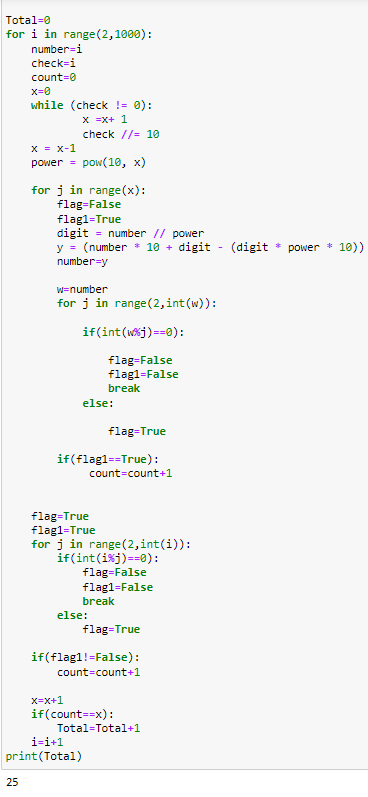 Total=0
for i in range(2,1000):
    number=i
    check=i
    count=0
    x=0
    while (check != 0):
            x =x+ 1
            check //= 10
    x = x-1
    power = pow(10, x)

    for j in range(x):
        flag=False
        flag1=True
        digit = number // power
        y = (number * 10 + digit - (digit * power * 10))
        number=y

        w=number
        for j in range(2,int(w)):

            if(int(w%j)==0):

                flag=False
                flag1=False
                break
            else:

                flag=True

        if(flag1==True):
             count=count+1


    flag=True
    flag1=True
    for j in range(2,int(i)):
        if(int(i%j)==0):
            flag=False
            flag1=False
            break
        else:
            flag=True

    if(flag1!=False):
        count=count+1

    x=x+1
    if(count==x):
        Total=Total+1
    i=i+1
print(Total)
25